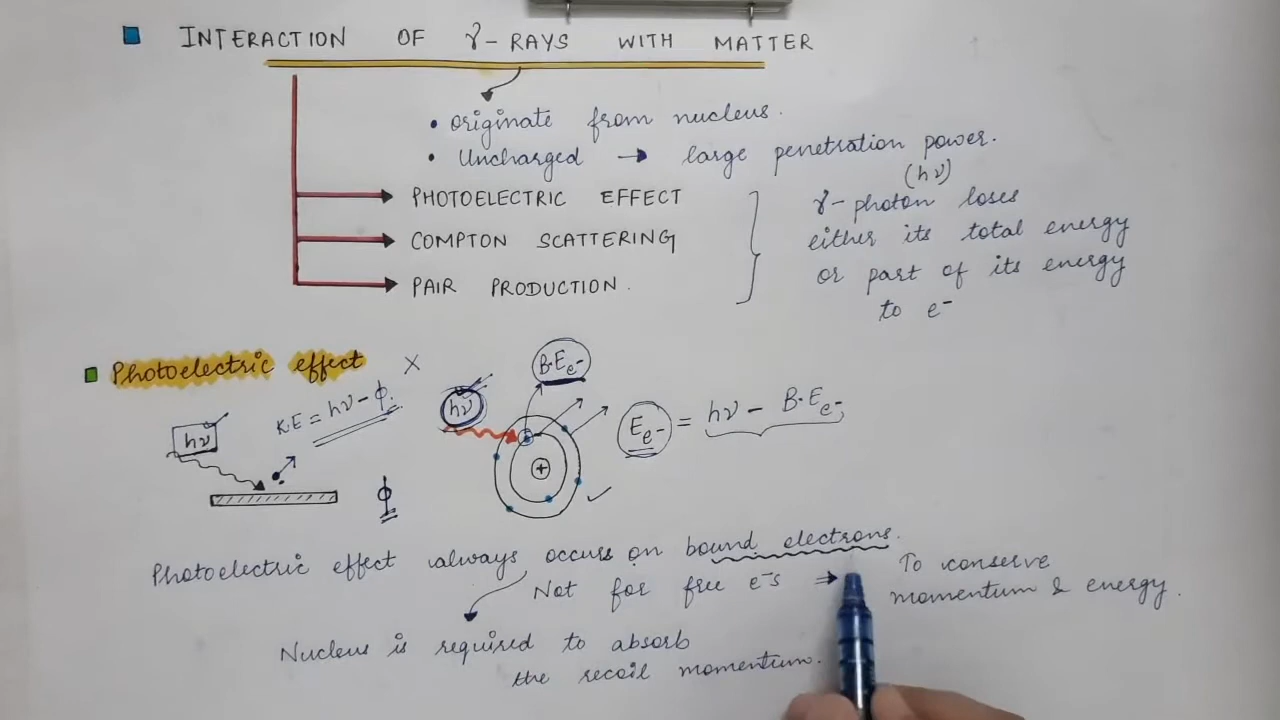 INTERACTION OF γ-RAYS WITH MATTER
• originate from nucleus.
• Uncharged → large penetration power.
PHOTOELECTRIC EFFECT
COMPTON SCATTERING
PAIR PRODUCTION.
(hν)
γ-photon loses
either its total energy
or part of its energy
to e⁻
Photoelectric effect ×
hν
K.E = hν - ϕ.
ϕ
hν
B.E e⁻
+
E e⁻ = hν - B.E e⁻
Photoelectric effect always occurs on bound electrons.
Not for free e⁻s ⇒ To conserve
momentum & energy.
Nucleus is required to absorb
the recoil momentum.